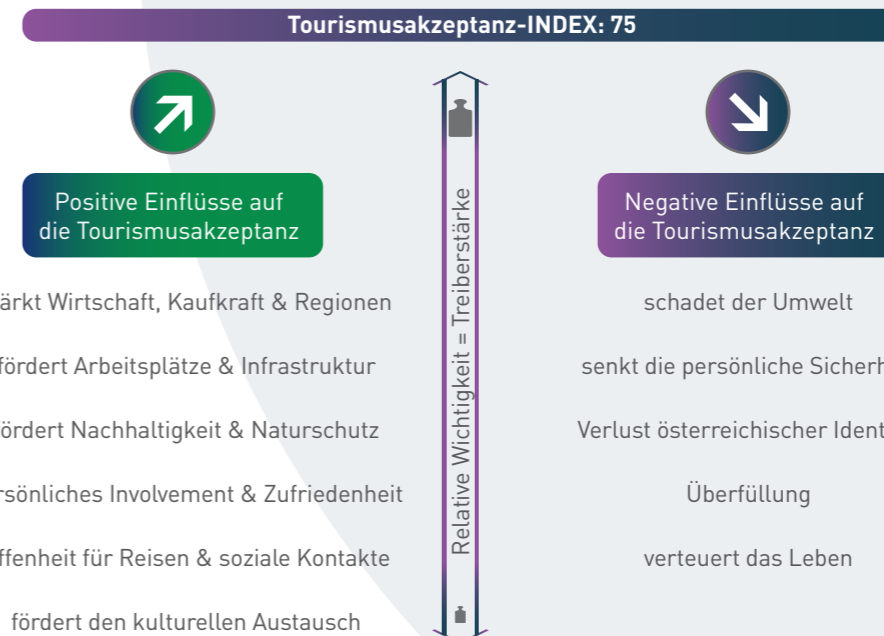 Tourismusakzeptanz-INDEX: 75
Positive Einflüsse auf
die Tourismusakzeptanz
ärkt Wirtschaft, Kaufkraft & Regionen
fördert Arbeitsplätze & Infrastruktur
ördert Nachhaltigkeit & Naturschutz
rsönliches Involvement & Zufriedenheit
ffenheit für Reisen & soziale Kontakte
fördert den kulturellen Austausch
Relative Wichtigkeit = Treiberstärke
Negative Einflüsse auf
die Tourismusakzeptanz
schadet der Umwelt
senkt die persönliche Sicherh
Verlust österreichischer Ident
Überfüllung
verteuert das Leben